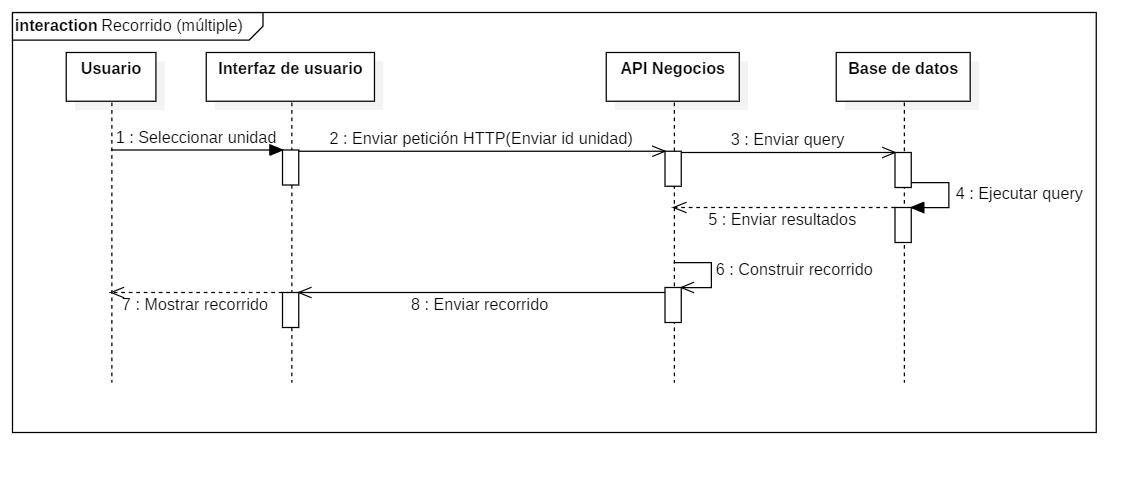 interaction Recorrido (múltiple)
Usuario
Interfaz de usuario
API Negocios
Base de datos
1 : Seleccionar unidad
2 : Enviar petición HTTP(Enviar id unidad)
3 : Enviar query
4 : Ejecutar query
5 : Enviar resultados
6 : Construir recorrido
7 : Mostrar recorrido
8 : Enviar recorrido